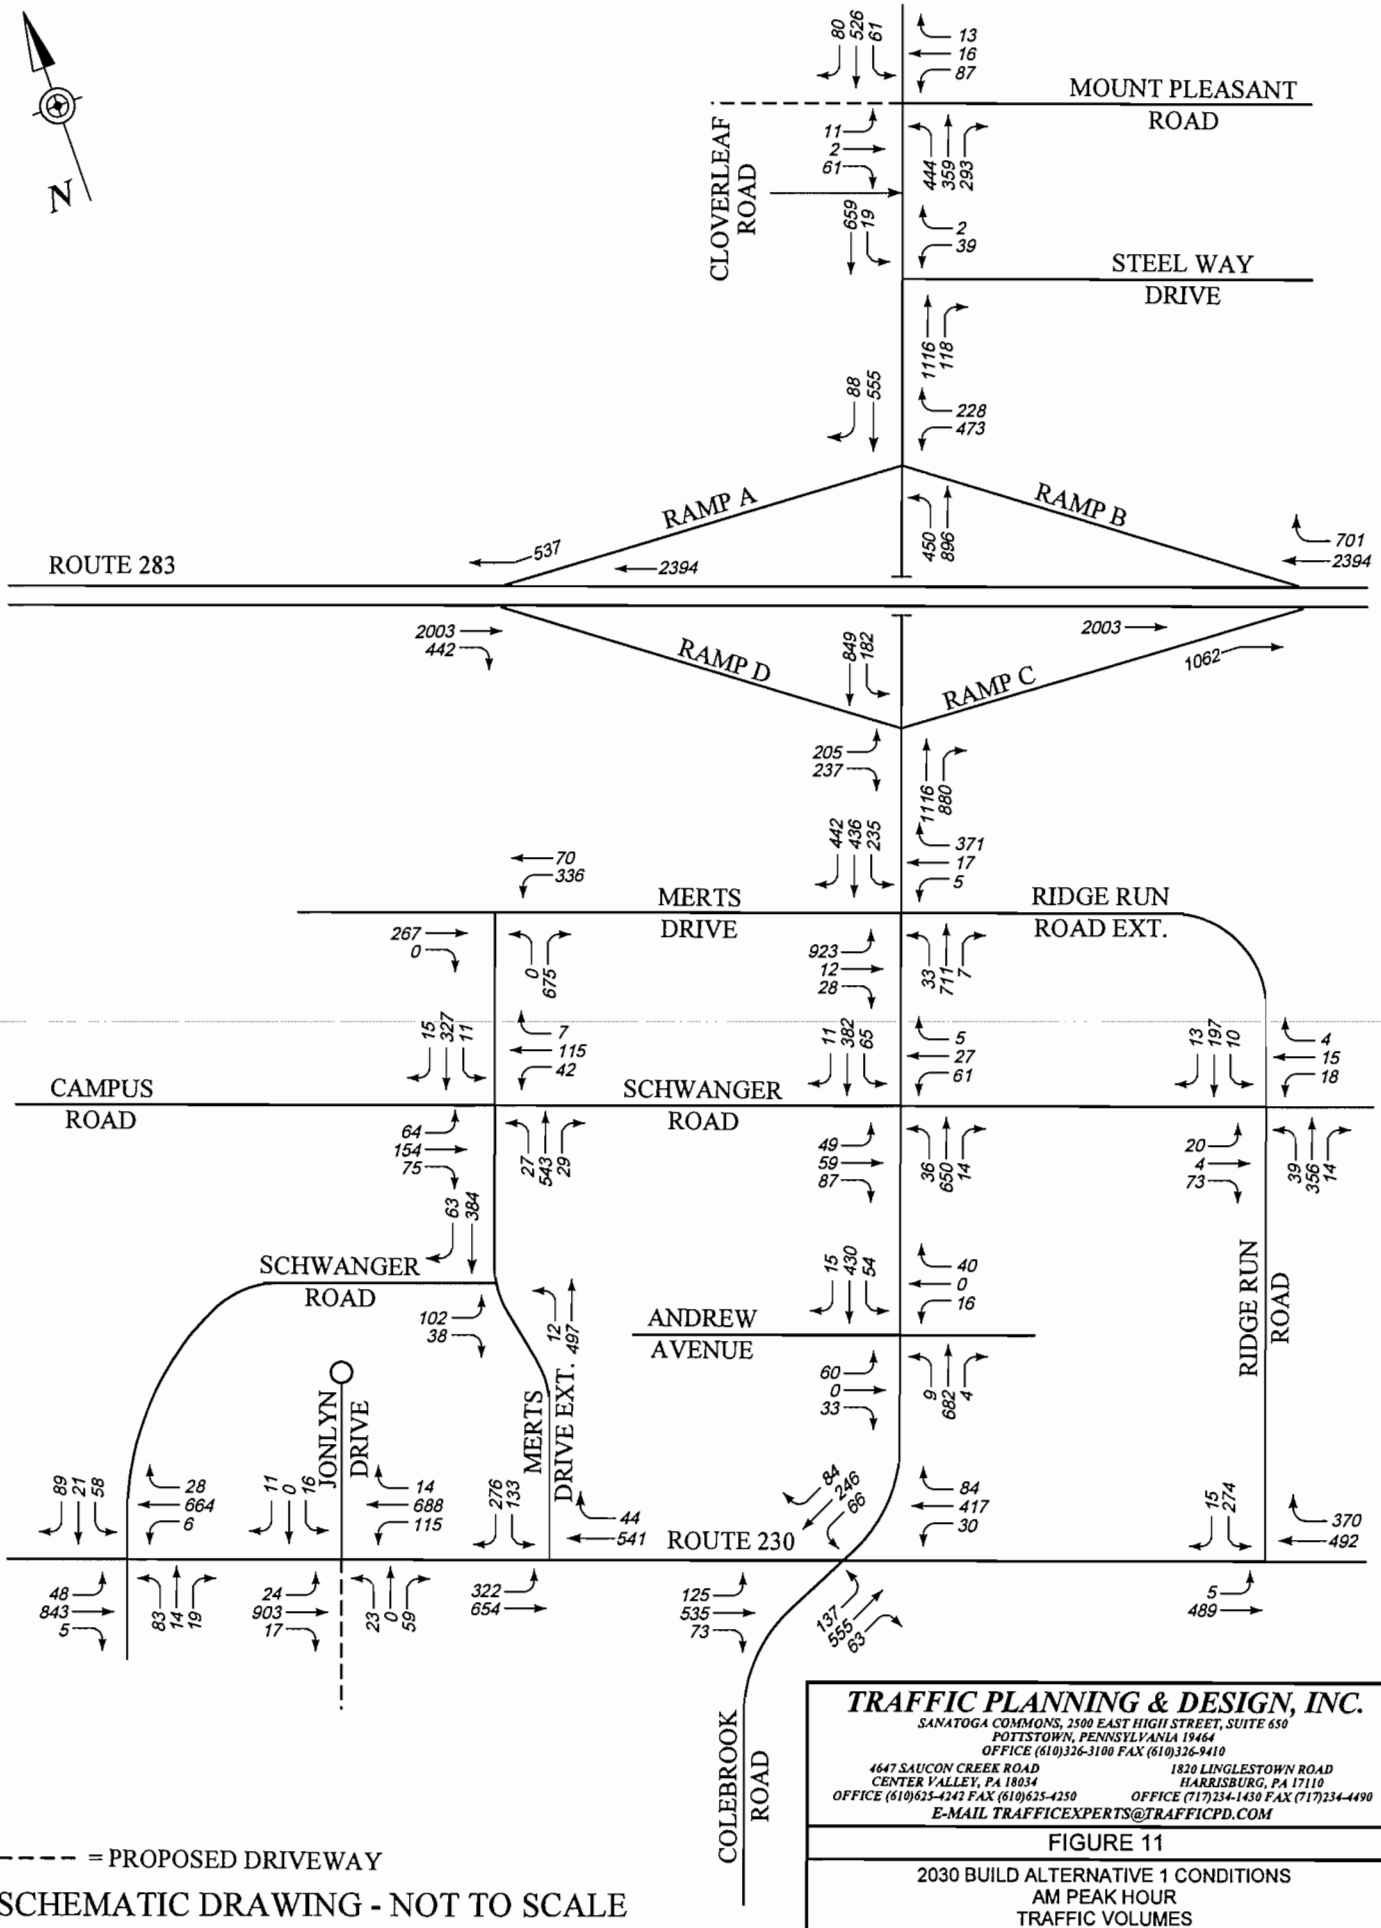 80 526 61
13
16
87
MOUNT PLEASANT
ROAD
N
CLOVERLEAF
ROAD
11
2
61
444 359 293
659 19
2
39
STEEL WAY
DRIVE
1116 118
88 555
228
473
RAMP A
RAMP B
450 896
ROUTE 283
537
2394
701
2394
2003
442
RAMP D
849 182
RAMP C
2003
1062
205
237
1116 880
442 436 235
371
17
5
70
336
MERTS
DRIVE
RIDGE RUN
ROAD EXT.
267
0
0 675
923
12
28
33 711 7
15 327 11
7
115
42
11 382 65
5
27
61
13 197 10
4
15
18
CAMPUS
ROAD
SCHWANGER
ROAD
64
154
75
27 543 29
49
59
87
36 650 14
20
4
73
39 356 14
63 384
SCHWANGER
ROAD
102
38
12 497
15 430 54
40
0
16
ANDREW
AVENUE
RIDGE RUN
ROAD
60
0
33
9 682 4
JONLYN
DRIVE
MERTS
DRIVE EXT.
89 21 58
28
664
6
11 0 16
14
688
115
276 133
44
541
ROUTE 230
84 246 66
84
417
30
15 274
370
492
48
843
5
83 14 19
24
903
17
23 0 59
322
654
125
535
73
137 555 63
5
489
COLEBROOK
ROAD
TRAFFIC PLANNING & DESIGN, INC.
SANATOGA COMMONS, 2500 EAST HIGH STREET, SUITE 650
POTTSTOWN, PENNSYLVANIA 19464
OFFICE (610)326-3100 FAX (610)326-9410
4647 SAUCON CREEK ROAD
CENTER VALLEY, PA 18034
OFFICE (610)625-4242 FAX (610)625-4250
1820 LINGLESTOWN ROAD
HARRISBURG, PA 17110
OFFICE (717)234-1430 FAX (717)234-4490
E-MAIL TRAFFICEXPERTS@TRAFFICPD.COM
FIGURE 11
2030 BUILD ALTERNATIVE 1 CONDITIONS
AM PEAK HOUR
TRAFFIC VOLUMES
= PROPOSED DRIVEWAY
SCHEMATIC DRAWING - NOT TO SCALE